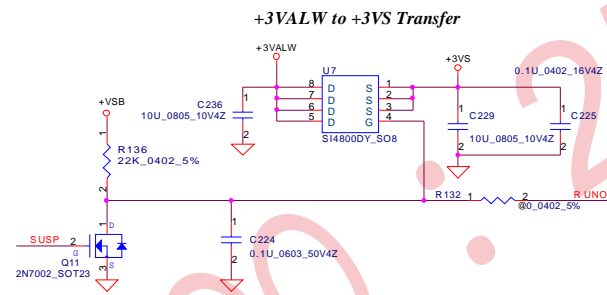 +3VALW to +3VS Transfer
+3VALW
+3VS
0.1U_0402_16V4Z
U7
8 D S 1
7 D S 2
6 D S 3
5 D G 4
SI4800DY_SO8
C236
10U_0805_10V4Z
1
2
C229
10U_0805_10V4Z
1
2
C225
1
2
+VSB
1
R136
22K_0402_5%
2
R132
1
2
@0_0402_5%
RUNO
SUSP
2
G
1
D
3
S
Q11
2N7002_SOT23
1
C224
0.1U_0603_50V4Z
2